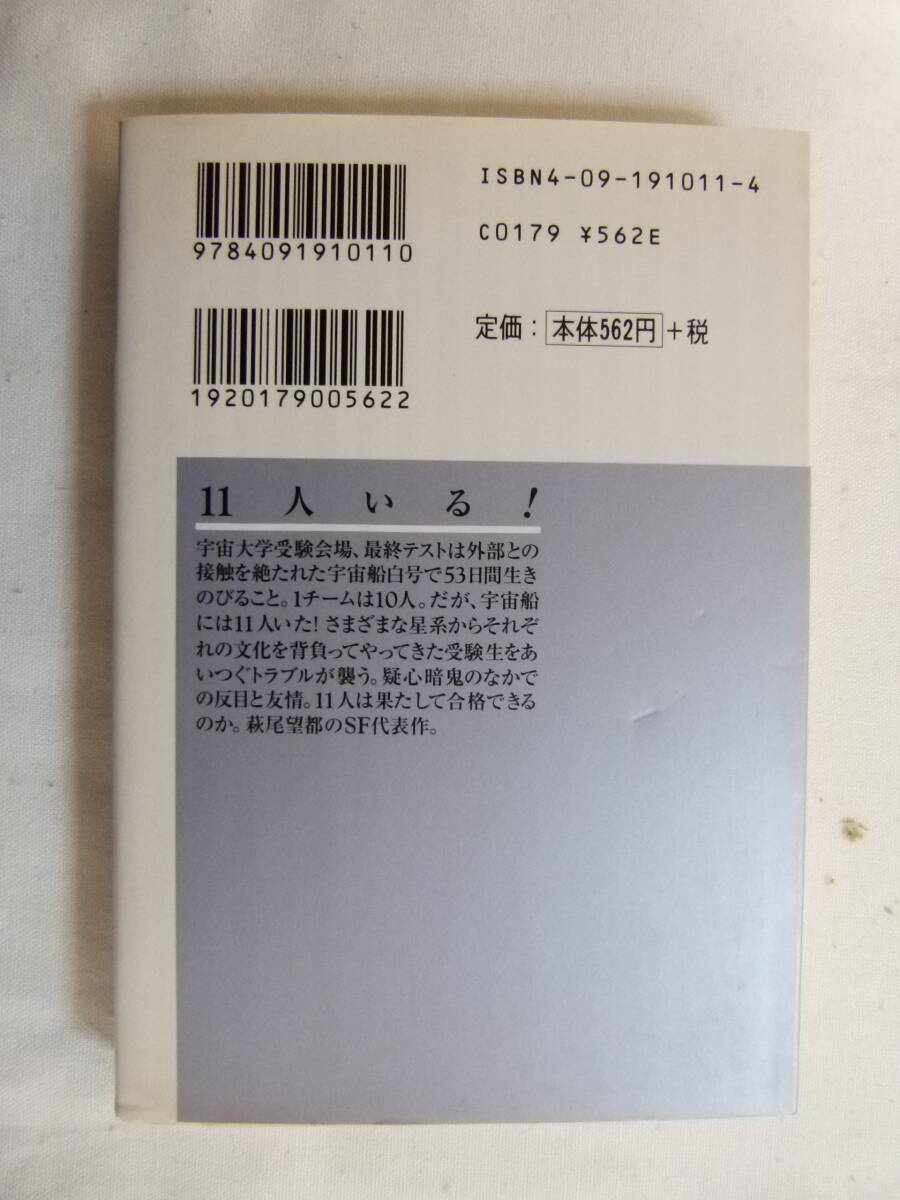 ISBN4-09-191011-4
9784091910110
C0179 ¥562E
定価：本体562円+税
1920179005622
11人いる！
宇宙大学受験会場、最終テストは外部との
接触を絶たれた宇宙船白号で53日間生き
のびること。1チームは10人。だが、宇宙船
には11人いた！さまざまな星系からそれぞ
れの文化を背負ってやってきた受験生をあ
いつぐトラブルが襲う。疑心暗鬼のなかで
の反目と友情。11人は果たして合格できる
のか。萩尾望都のSF代表作。